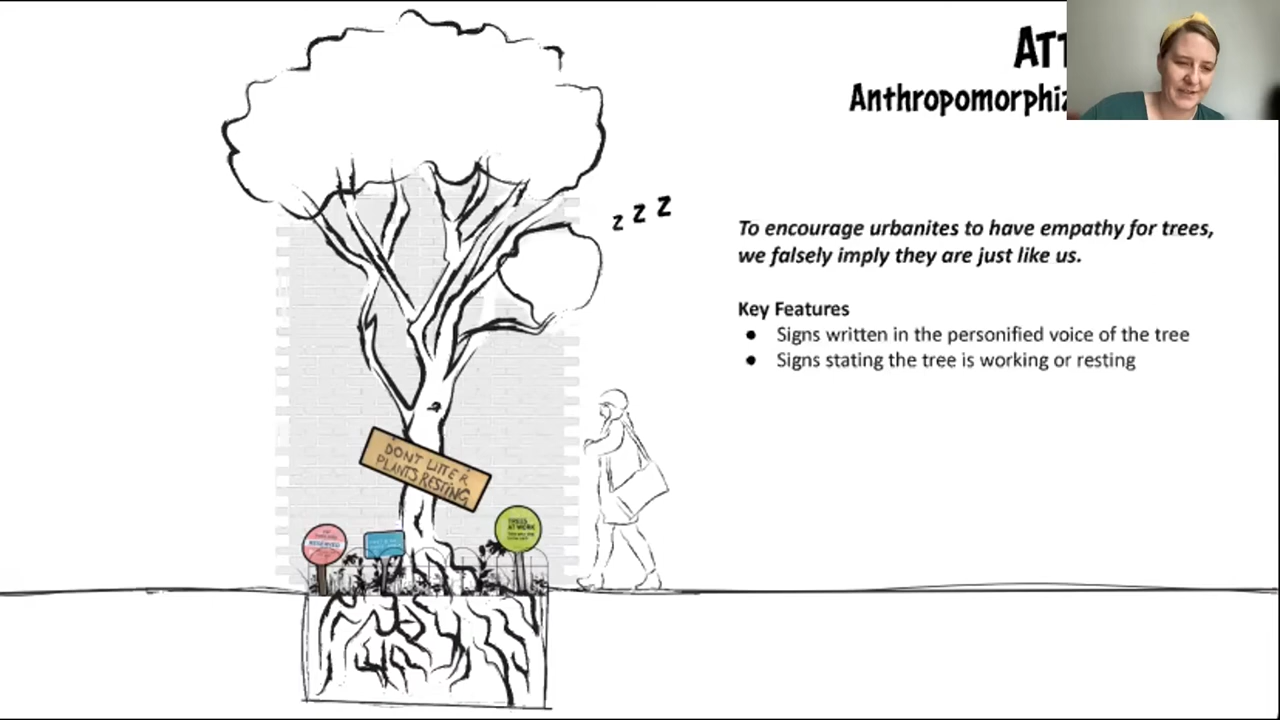 Anthropomorphiz
z z z
To encourage urbanites to have empathy for trees,
we falsely imply they are just like us.
Key Features
● Signs written in the personified voice of the tree
● Signs stating the tree is working or resting
DON'T LITTER
PLANTS RESTING
RESERVED
TREES
AT WORK